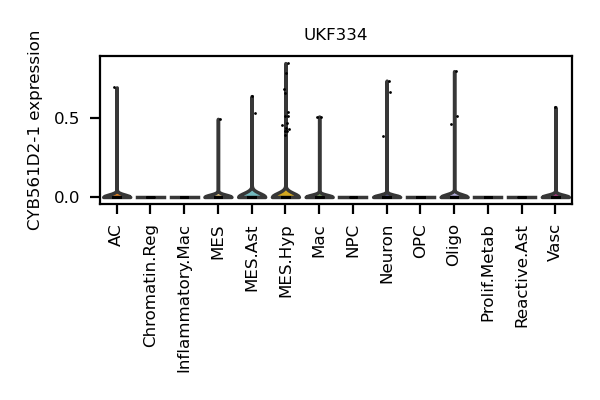 UKF334
CYB561D2-1 expression
0.5
0.0
AC
Chromatin.Reg
Inflammatory.Mac
MES
MES.Ast
MES.Hyp
Mac
NPC
Neuron
OPC
Oligo
Prolif.Metab
Reactive.Ast
Vasc